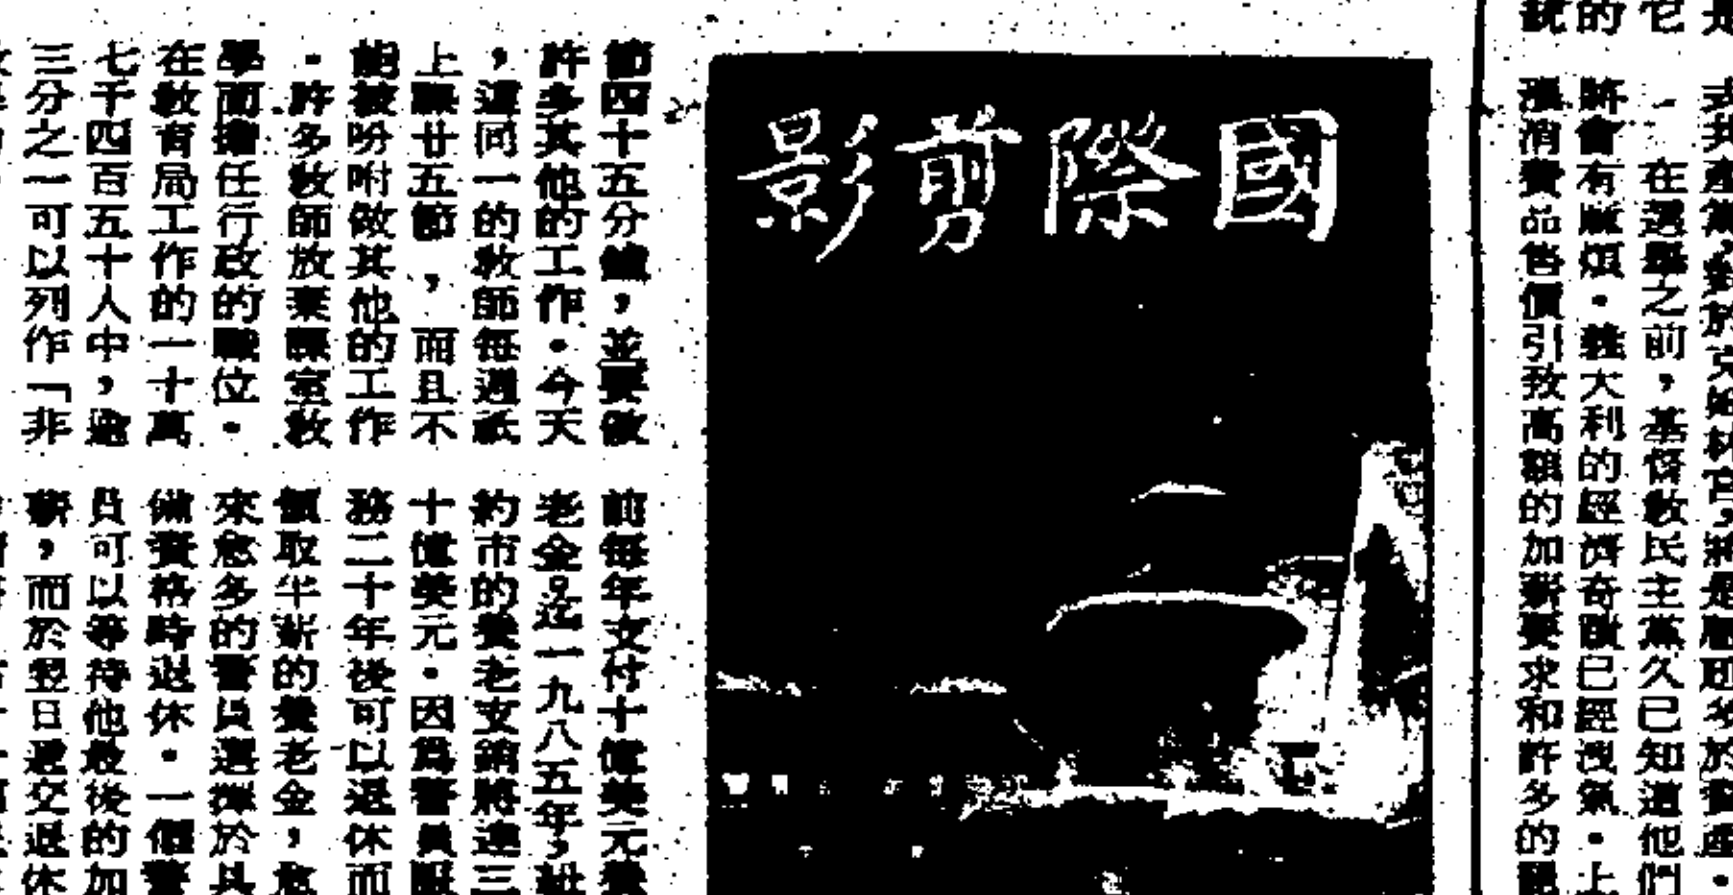 是
它
的
就
式共產黨
在選舉之前，基督教民主黨久已知道他們
將會有麻煩。義大利的經濟奇蹟已經洩氣。上
漲消費品售價引致高額的加薪要求和許多的
國際剪影
節四十五分鐘，並要做
許多其他的工作。今天
，這同一的教師每週祇
上課廿五節，而且不
能被吩咐做其他的工作
。許多教師放棄課室教
學而擔任行政的職位。
在教育局工作的一十萬
七千四百五十人中，逾
三分之一可以列作「非
前每年支付十億美元養
老金。迄一九八五年，紐
約市的養老支銷將達三
十億美元。因為警員服
務二十年後可以退休而
領取半薪的養老金，愈
來愈多的警員選擇於具
備資格時退休。一個警
員可以等待他最後的加
薪，而於翌日遞交退休